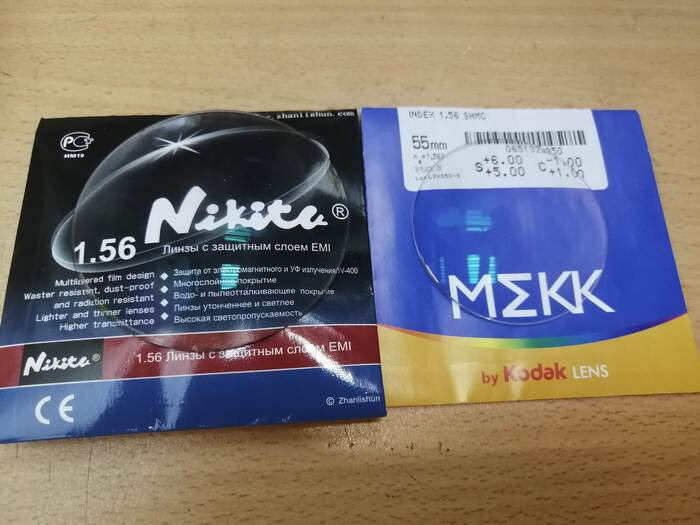 PC
ИМ19
zhanlishun.com
Nikita®
1.56
Линзы с защитным слоем EMI
Multilayered film design
Waster resistent, dust-proof
and radiation resistant
Lighter and thinner lenses
Higher transmittance
Защита от электромагнитного и УФ излучения UV-400
Многослойное покрытие
Водо- и пылеотталкивающее покрытие
Линзы утонченнее и светлее
Высокая светопропускаемость
Nikita®
1.56 Линзы с защитным слоем EMI
CE
© Zhanlishun
INDEX 1.56 SHMC
55mm
S +6.00 C -1.00
+5.00 +1.00
MΣKK
by Kodak LENS